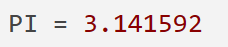 PI = 3.141592